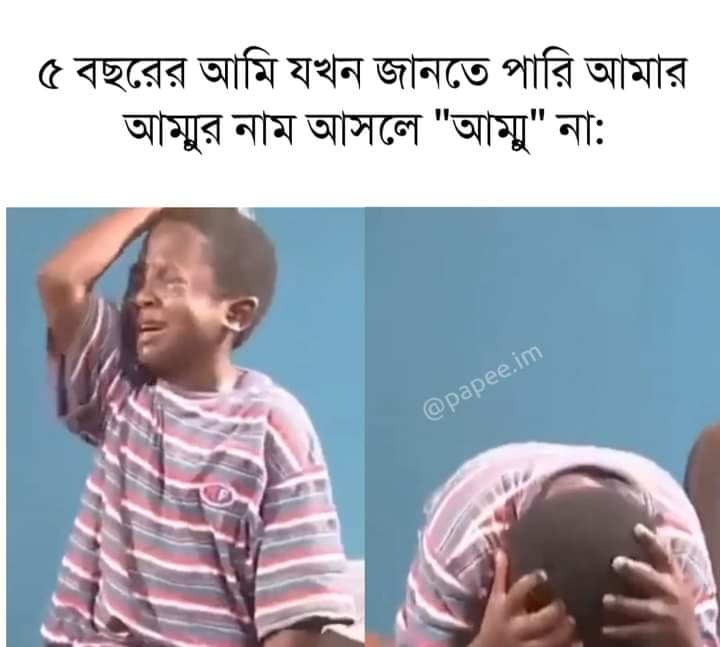 ৫ বছরের আমি যখন জানতে পারি আমার
আম্মুর নাম আসলে "আম্মু" না:
@papee.im